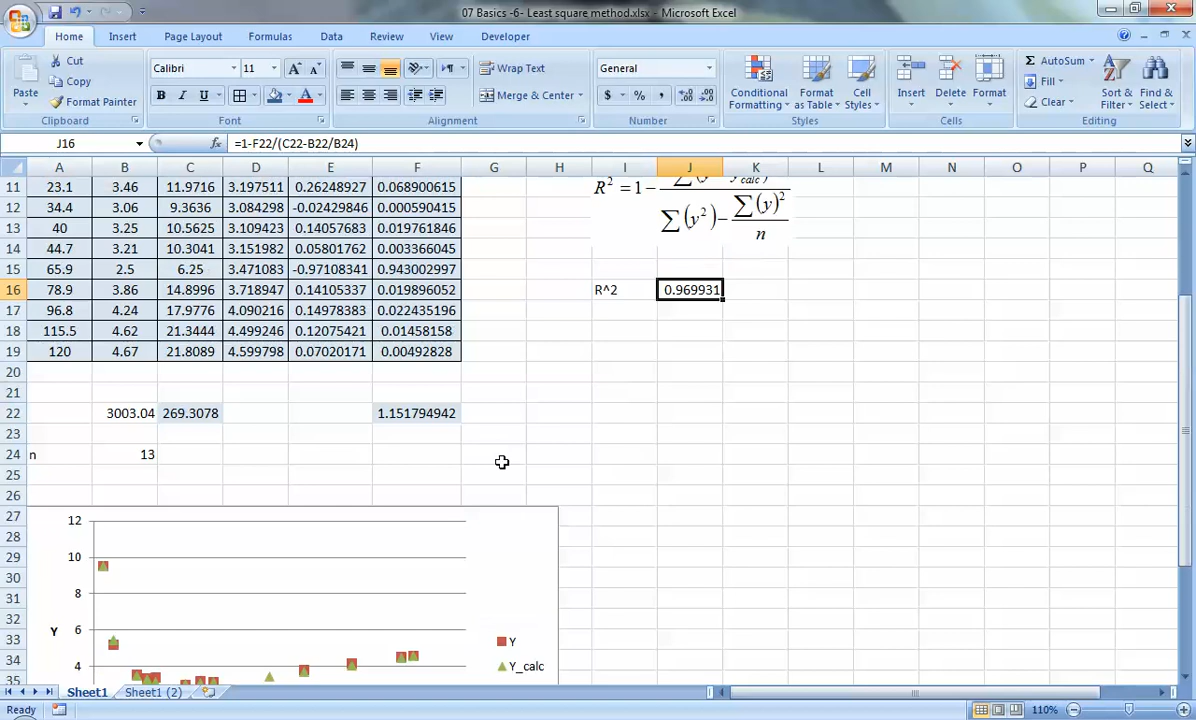 07 Basics -6- Least square method.xlsx - Microsoft Excel
Home Insert Page Layout Formulas Data Review View Developer
Cut Calibri 11 Wrap Text General AutoSum
Copy Fill
Paste Format Painter B I U Merge & Center $ % , Conditional Formatting Format as Table Cell Styles Insert Delete Format Clear Sort & Filter Find & Select
Clipboard Font Alignment Number Styles Cells Editing
J16 fx =1-F22/(C22-B22/B24)
A B C D E F G H I J K L M N O P Q
11 23.1 3.46 11.9716 3.197511 0.26248927 0.068900615
12 34.4 3.06 9.3636 3.084298 -0.02429846 0.000590415
13 40 3.25 10.5625 3.109423 0.14057683 0.019761846
14 44.7 3.21 10.3041 3.151982 0.05801762 0.003366045
15 65.9 2.5 6.25 3.471083 -0.97108341 0.943002997
16 78.9 3.86 14.8996 3.718947 0.14105337 0.019896052 R^2 0.969931
17 96.8 4.24 17.9776 4.090216 0.14978383 0.022435196
18 115.5 4.62 21.3444 4.499246 0.12075421 0.01458158
19 120 4.67 21.8089 4.599798 0.07020171 0.00492828
20
21
22 3003.04 269.3078 1.151794942
23
24 n 13
25
26
27 12
28
29 10
30
31 8
32
33 Y 6 Y
34 Y_calc
35 4
R² = 1 − ∑(y − y calc) / ∑(y²) − ∑(y)² / n
Sheet1 Sheet1 (2)
Ready 110%